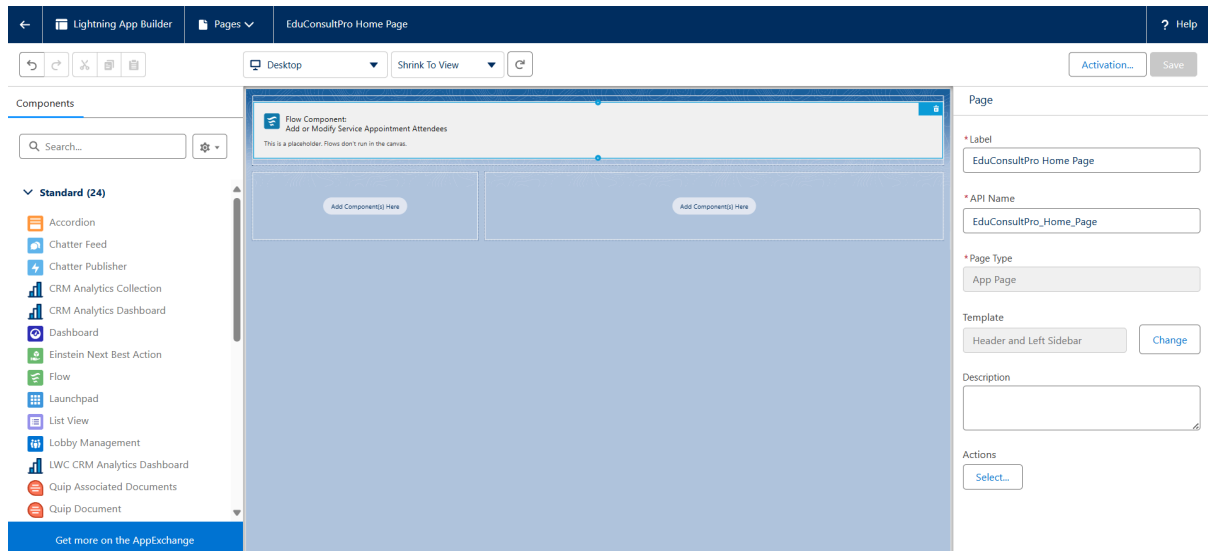 Lightning App Builder
Pages
EduConsultPro Home Page
? Help
Desktop
Shrink To View
Activation...
Save
Components
Search...
Standard (24)
Accordion
Chatter Feed
Chatter Publisher
CRM Analytics Collection
CRM Analytics Dashboard
Dashboard
Einstein Next Best Action
Flow
Launchpad
List View
Lobby Management
LWC CRM Analytics Dashboard
Quip Associated Documents
Quip Document
Get more on the AppExchange
Flow Component:
Add or Modify Service Appointment Attendees
This is a placeholder. Flows don't run in the canvas.
Add Component(s) Here
Add Component(s) Here
Page
*Label
EduConsultPro Home Page
*API Name
EduConsultPro_Home_Page
*Page Type
App Page
Template
Header and Left Sidebar
Change
Description
Actions
Select...